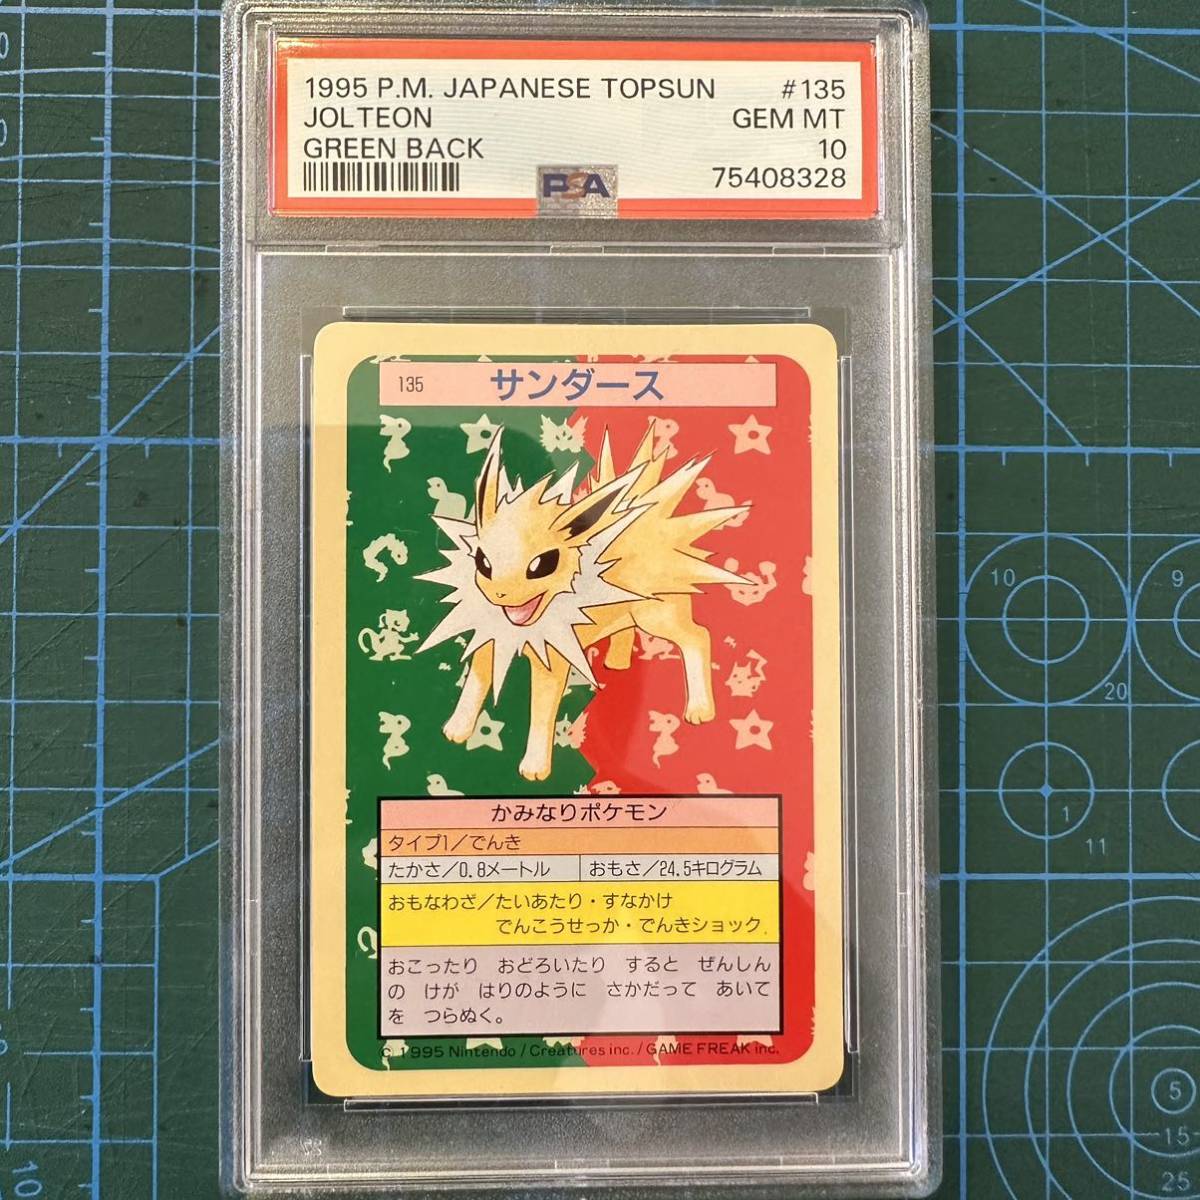 1995 P.M. JAPANESE TOPSUN #135
JOLTEON GEM MT
GREEN BACK 10
PSA 75408328
135 サンダース
かみなりポケモン
タイプ1/でんき
たかさ/0.8メートル おもさ/24.5キログラム
おもなわざ/たいあたり・すなかけ
でんこうせっか・でんきショック
おこったり おどろいたり すると ぜんしん
の けが はりのように さかだって あいて
を つらぬく。
© 1995 Nintendo / Creatures inc. / GAME FREAK inc.
10
9
20
1
11
5
15
25
10